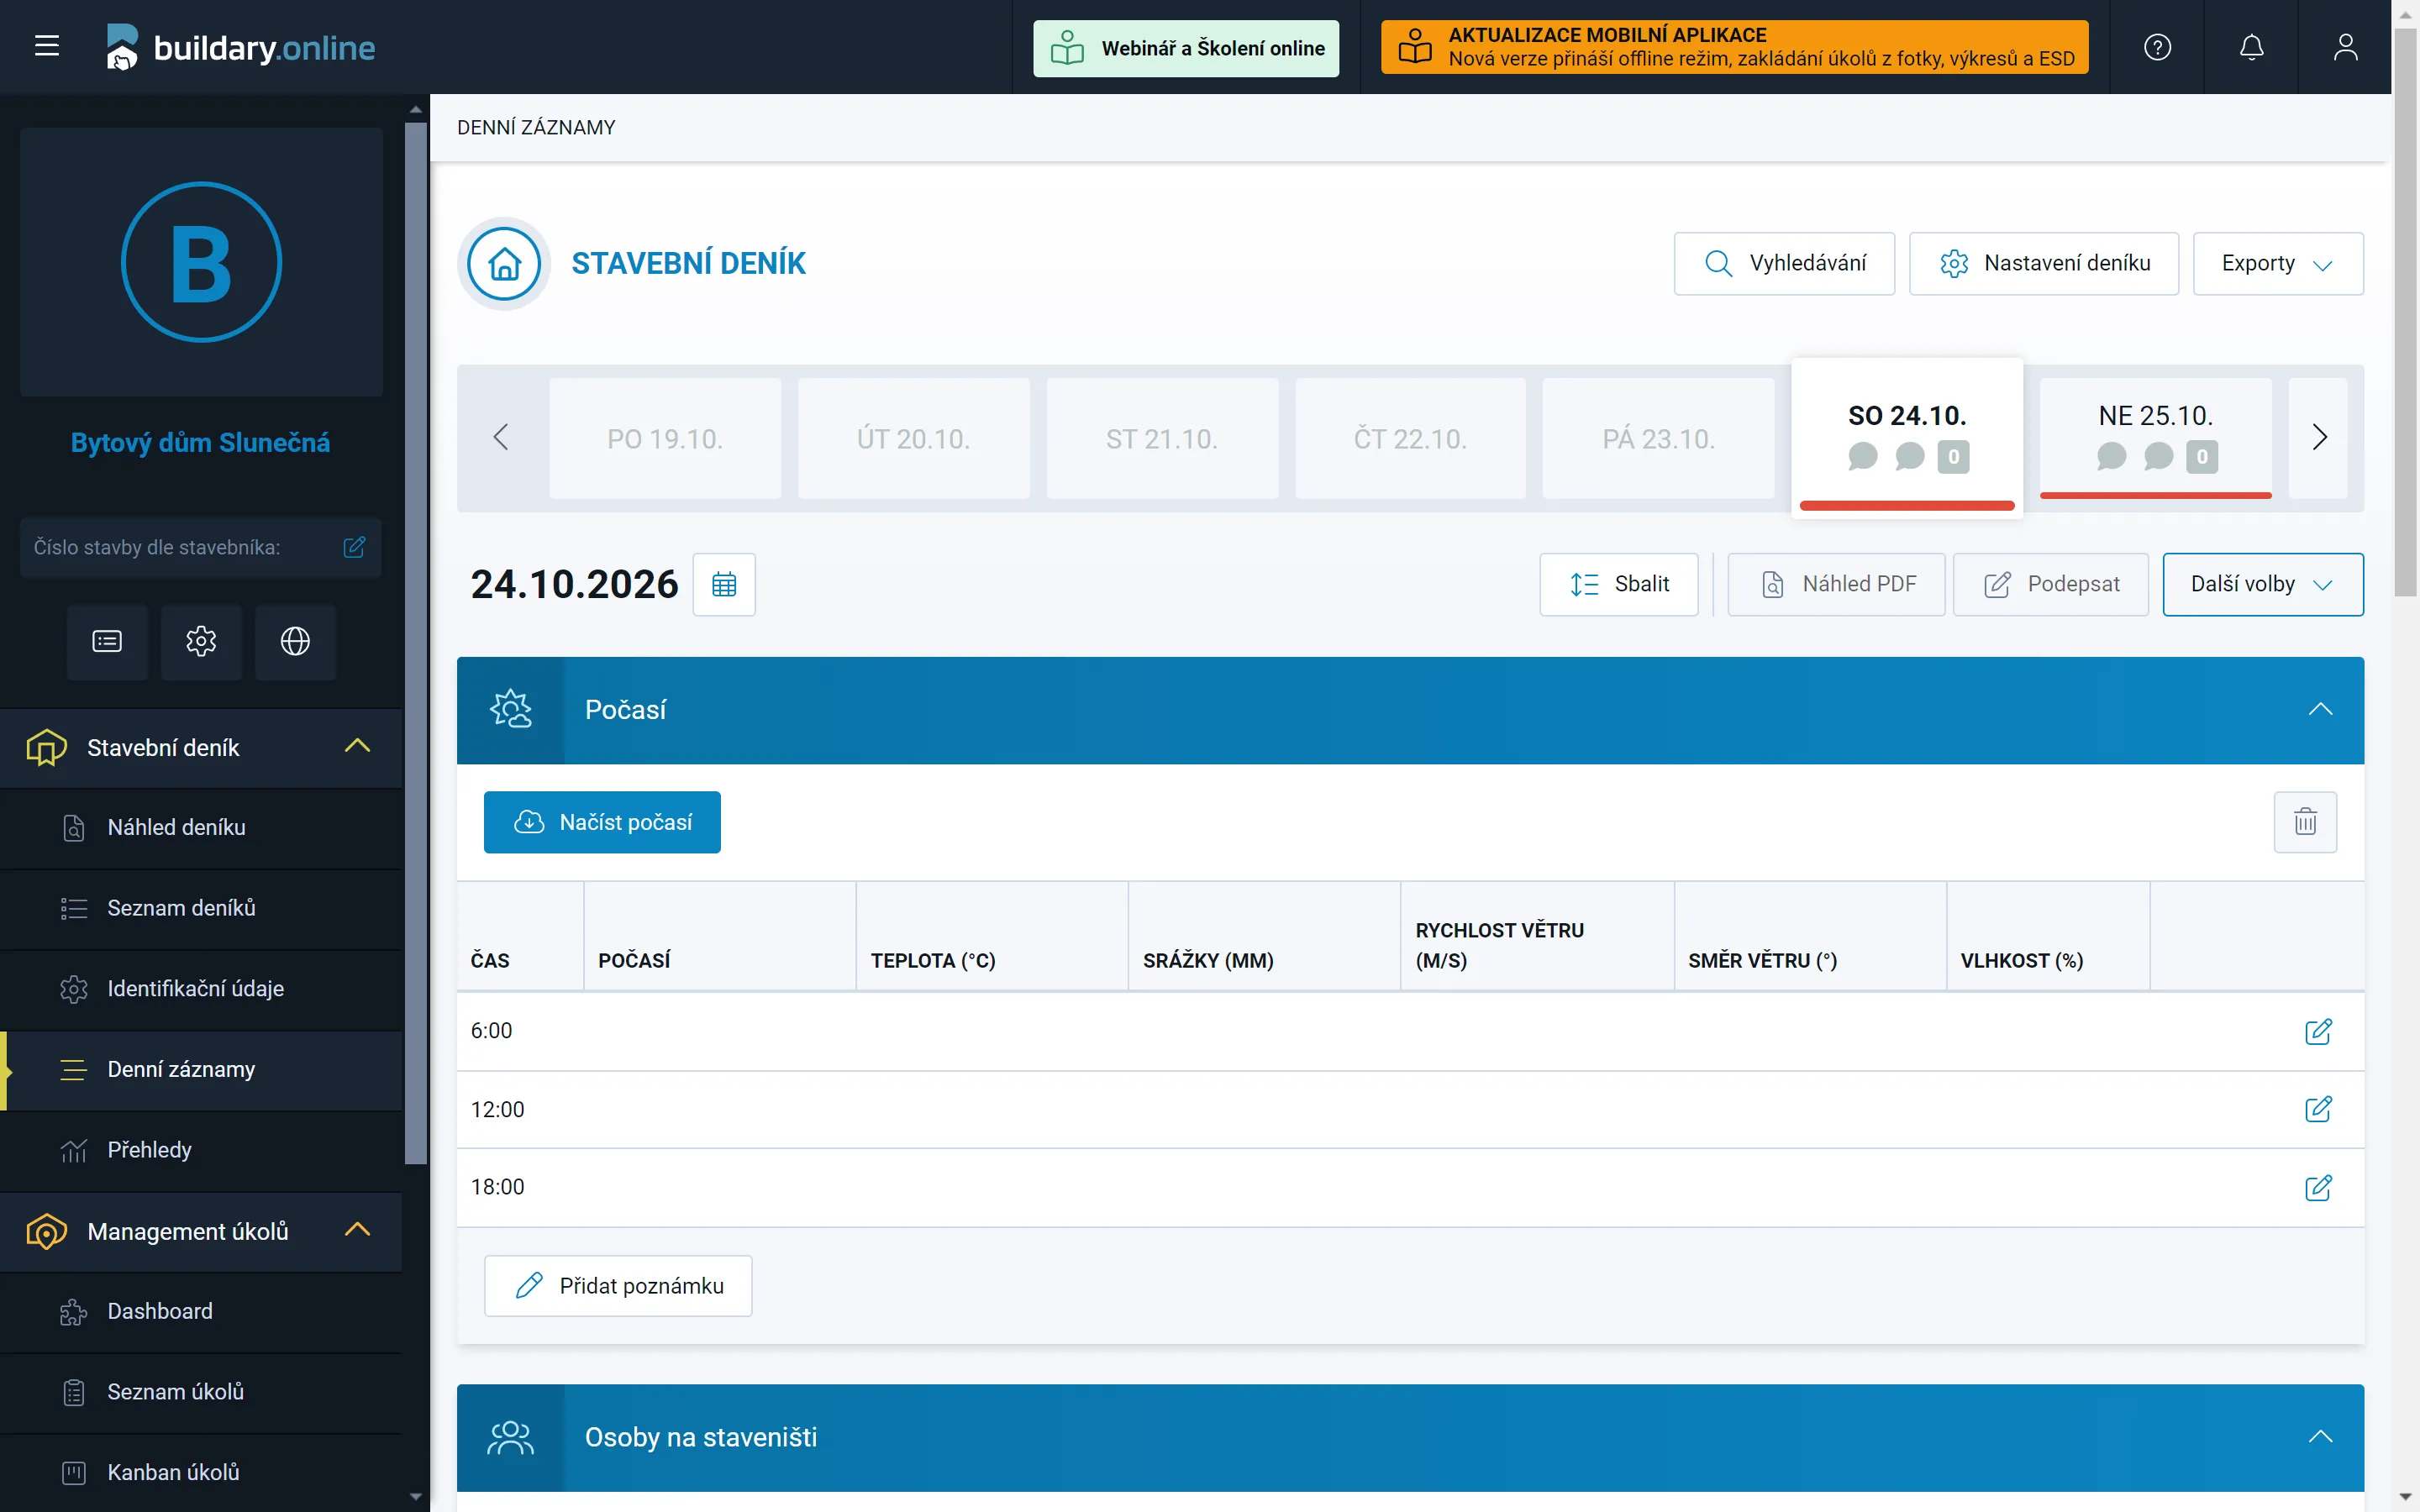 buildary.online
Webinář a Školení online
AKTUALIZACE MOBILNÍ APLIKACE
Nová verze přináší offline režim, zakládání úkolů z fotky, výkresů a ESD
B
Bytový dům Slunečná
Číslo stavby dle stavebníka:
Stavební deník
Náhled deníku
Seznam deníků
Identifikační údaje
Denní záznamy
Přehledy
Management úkolů
Dashboard
Seznam úkolů
Kanban úkolů
DENNÍ ZÁZNAMY
STAVEBNÍ DENÍK
Vyhledávání
Nastavení deníku
Exporty
PO 19.10.
ÚT 20.10.
ST 21.10.
ČT 22.10.
PÁ 23.10.
SO 24.10.
0
NE 25.10.
0
24.10.2026
Sbalit
Náhled PDF
Podepsat
Další volby
Počasí
Načíst počasí
ČAS
POČASÍ
TEPLOTA (°C)
SRÁŽKY (MM)
RYCHLOST VĚTRU
(M/S)
SMĚR VĚTRU (°)
VLHKOST (%)
6:00
12:00
18:00
Přidat poznámku
Osoby na staveništi